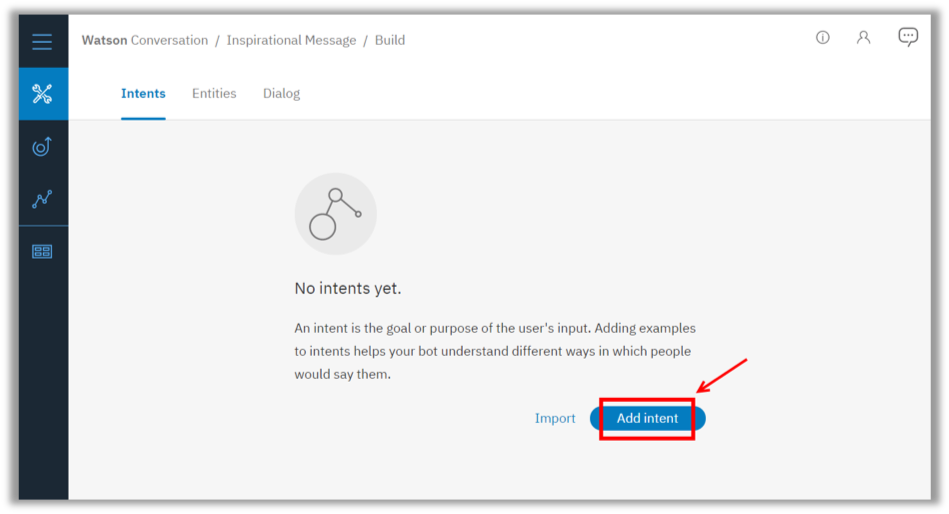 Watson Conversation / Inspirational Message / Build
Intents Entities Dialog
No intents yet.
An intent is the goal or purpose of the user's input. Adding examples
to intents helps your bot understand different ways in which people
would say them.
Import Add intent